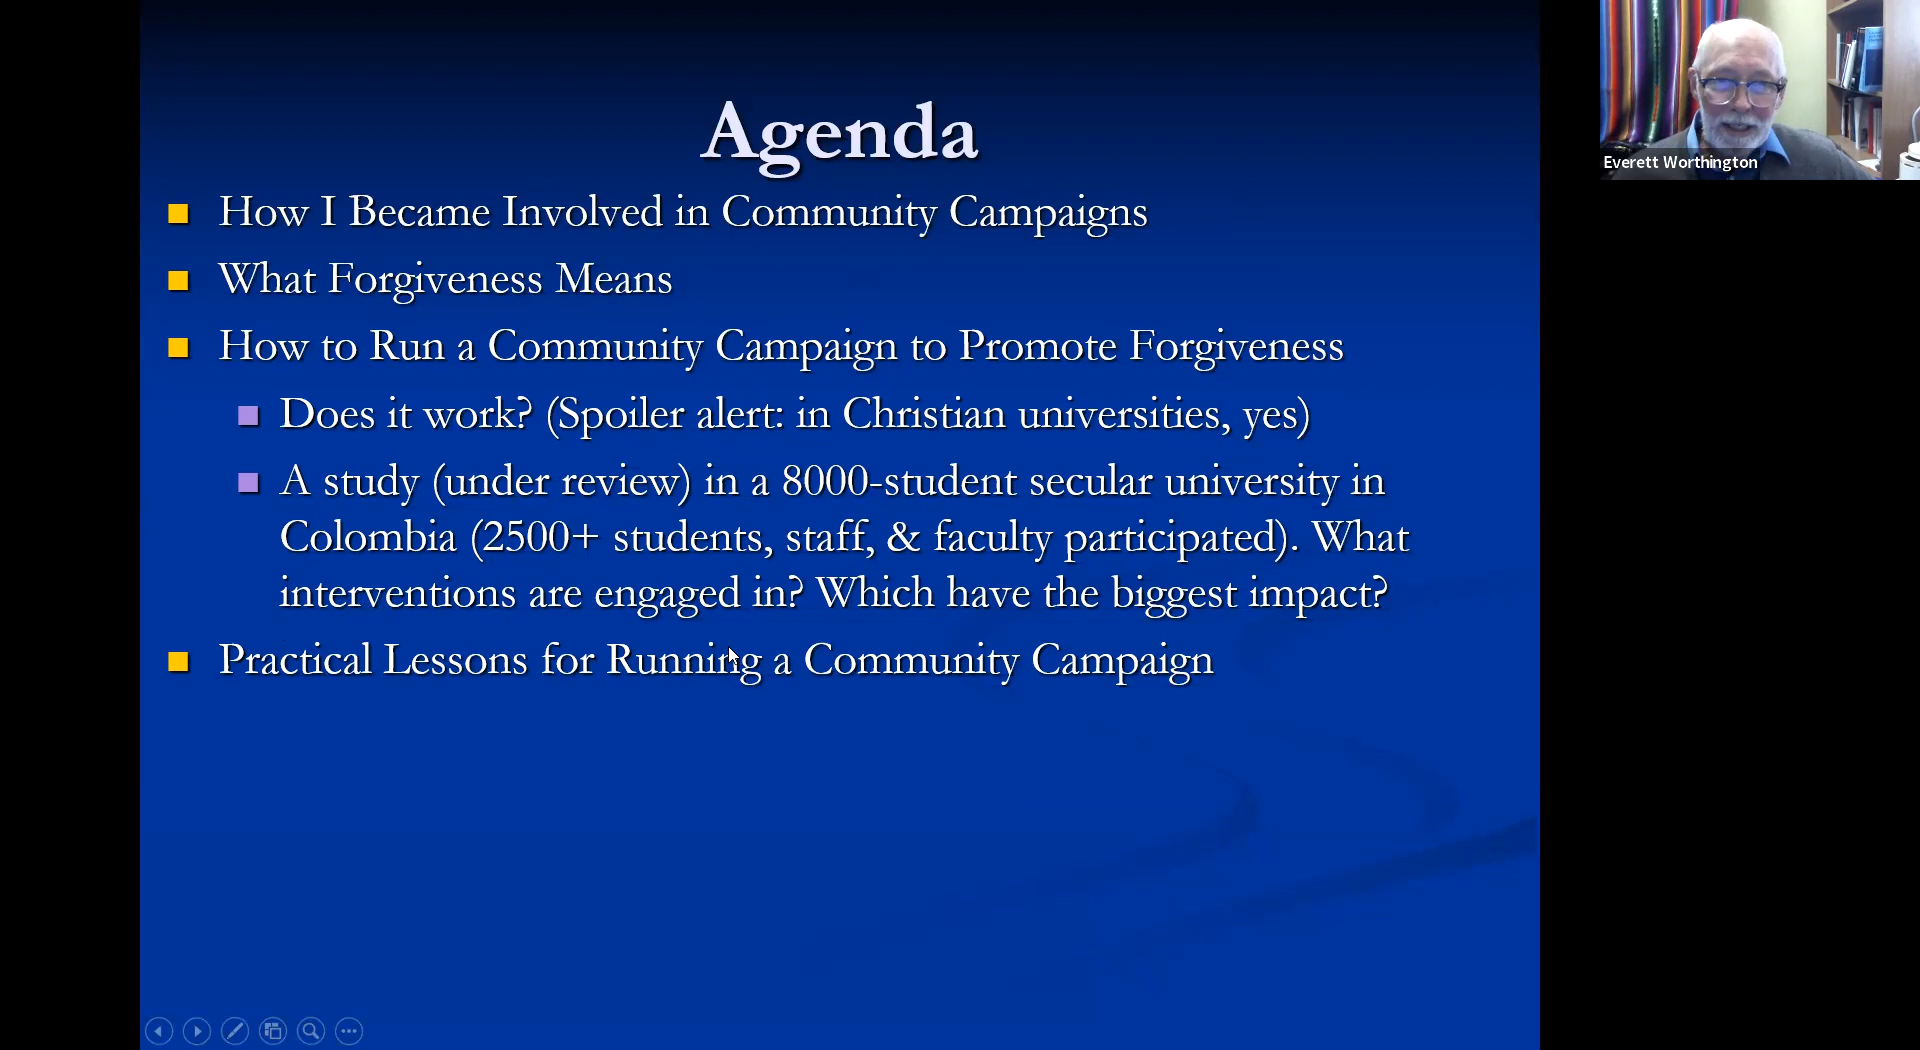 Agenda
How I Became Involved in Community Campaigns
What Forgiveness Means
How to Run a Community Campaign to Promote Forgiveness
Does it work? (Spoiler alert: in Christian universities, yes)
A study (under review) in a 8000-student secular university in
Colombia (2500+ students, staff, & faculty participated). What
interventions are engaged in? Which have the biggest impact?
Practical Lessons for Running a Community Campaign
Everett Worthington